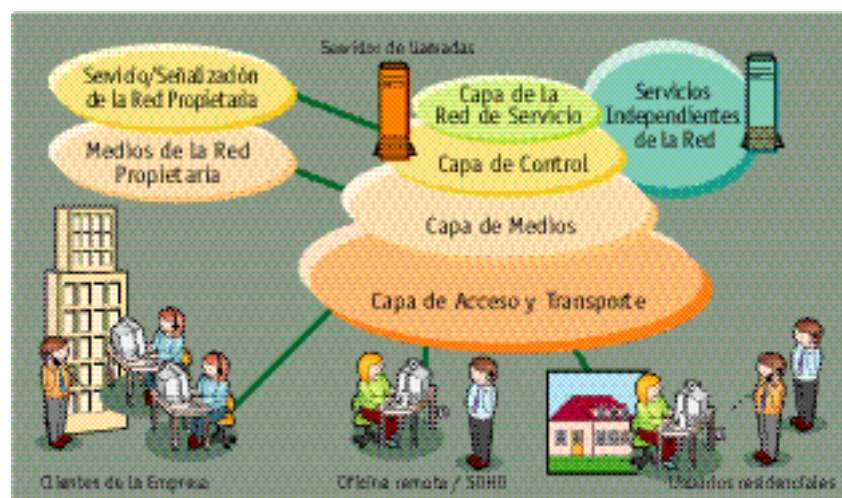 Servidos de llamadas
Servicio/Señalización
de la Red Propietaria
Medios de la Red
Propietaria
Capa de la
Red de Servicio
Servicios
Independientes
de la Red
Capa de Control
Capa de Medios
Capa de Acceso y Transporte
Clientes de la Empresa
Oficina remota / SOHO
Usuarios residenciales